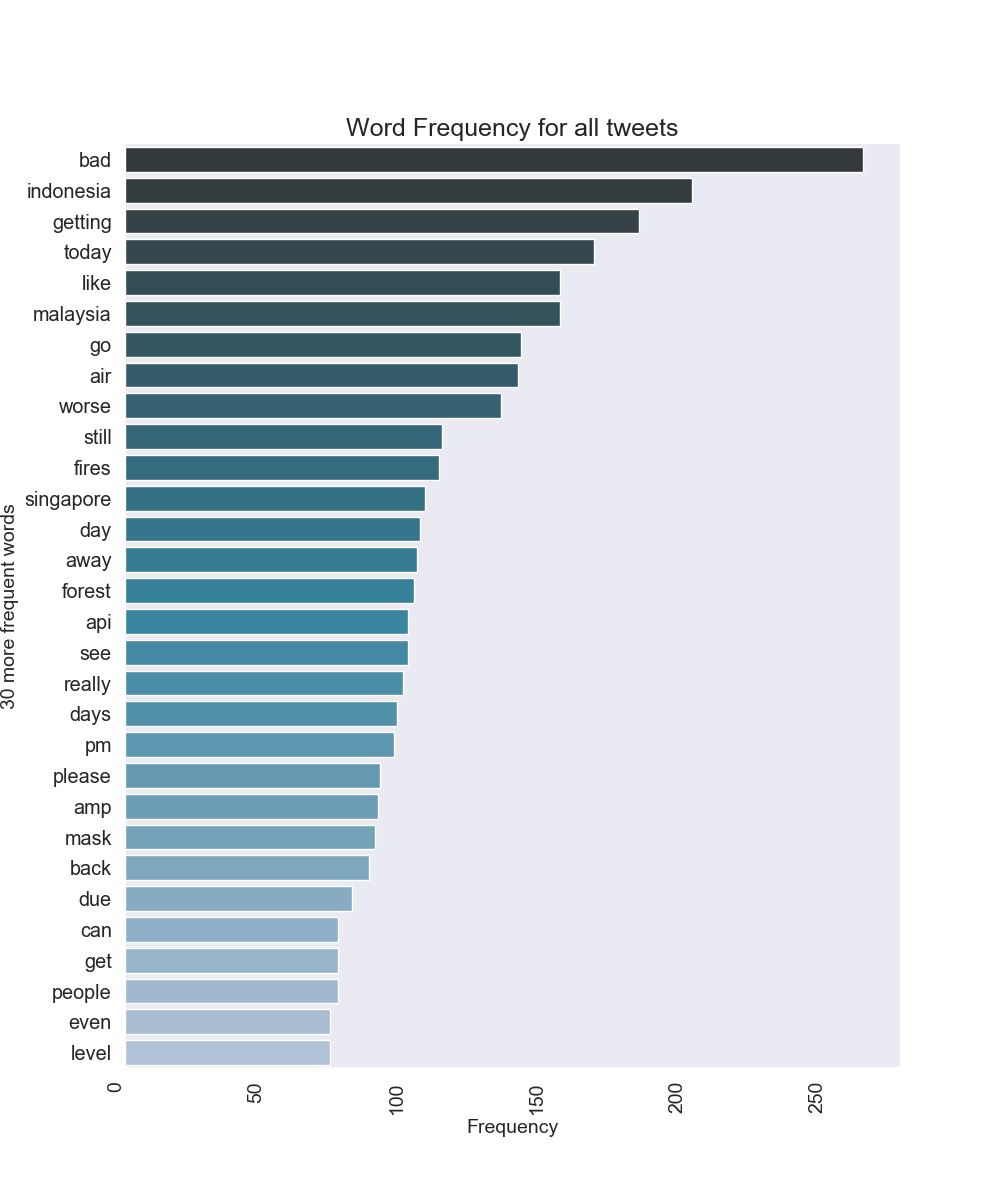 Word Frequency for all tweets
bad
indonesia
getting
today
like
malaysia
go
air
worse
still
fires
singapore
day
away
forest
api
see
really
days
pm
please
amp
mask
back
due
can
get
people
even
level
30 more frequent words
0
50
100
150
200
250
Frequency